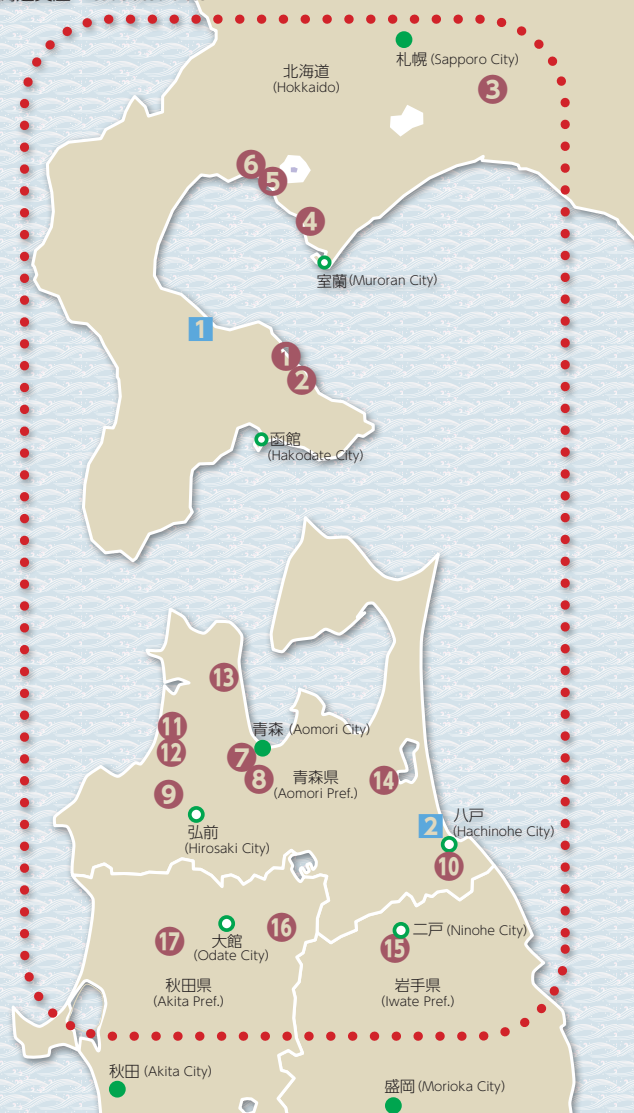 札幌 (Sapporo City)
北海道
(Hokkaido)
3
6
5
4
室蘭 (Muroran City)
1
1
2
函館
(Hakodate City)
13
11
青森 (Aomori City)
12
7
8
青森県
(Aomori Pref.)
14
9
弘前
(Hirosaki City)
2
八戸
(Hachinohe City)
10
16
二戸 (Ninohe City)
17
大館
(Odate City)
15
秋田県
(Akita Pref.)
岩手県
(Iwate Pref.)
秋田 (Akita City)
盛岡 (Morioka City)